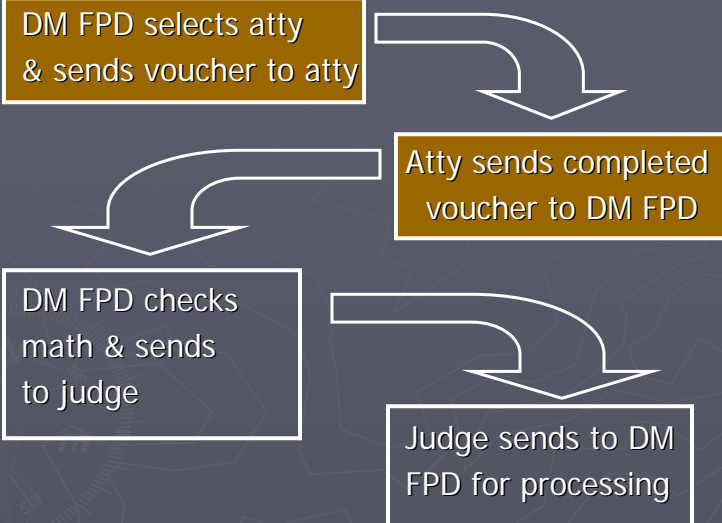 DM FPD selects atty
& sends voucher to atty
Atty sends completed
voucher to DM FPD
DM FPD checks
math & sends
to judge
Judge sends to DM
FPD for processing